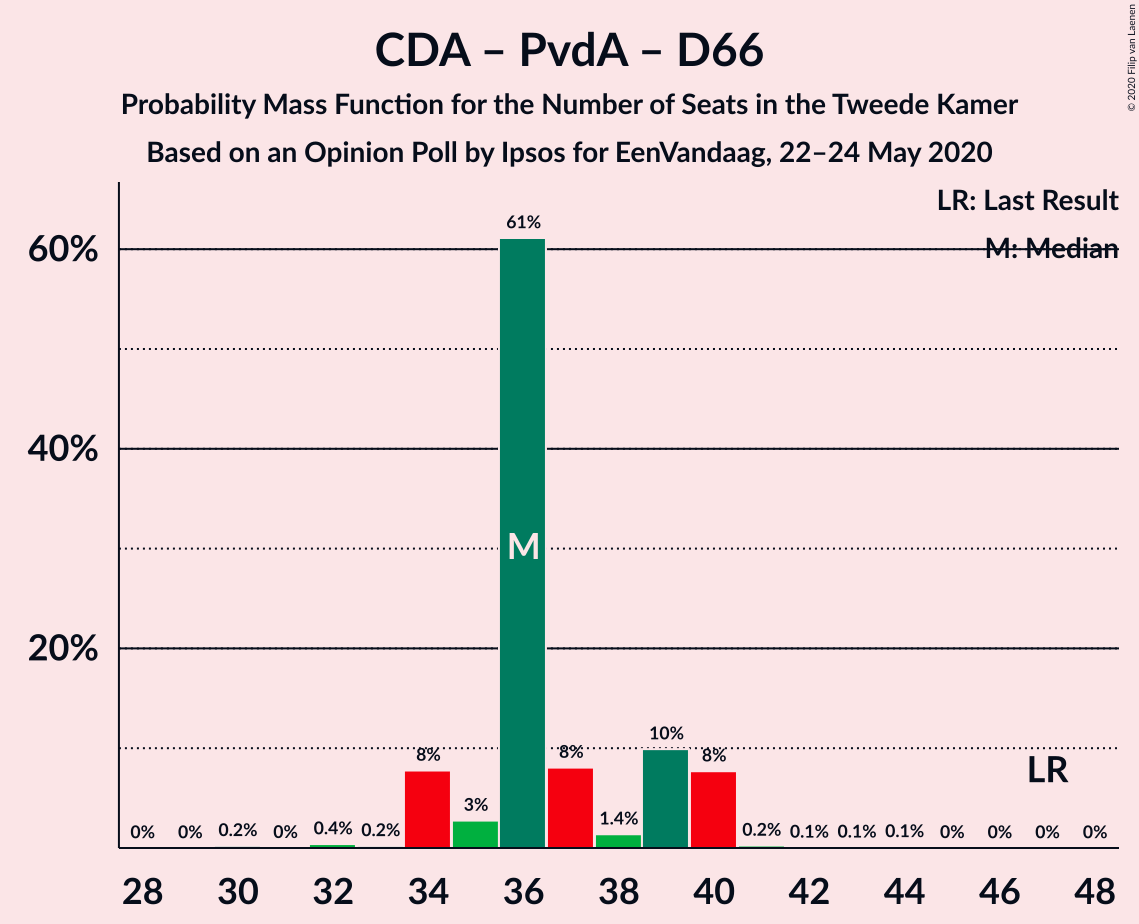 © 2020 Filip van Laenen
CDA – PvdA – D66
Probability Mass Function for the Number of Seats in the Tweede Kamer
Based on an Opinion Poll by Ipsos for EenVandaag, 22–24 May 2020
LR: Last Result
M: Median
60%
40%
20%
0% 0% 0.2% 0% 0.4% 0.2% 8% 3% 61% 8% 1.4% 10% 8% 0.2% 0.1% 0.1% 0.1% 0% 0% 0% 0%
M
LR
28 30 32 34 36 38 40 42 44 46 48